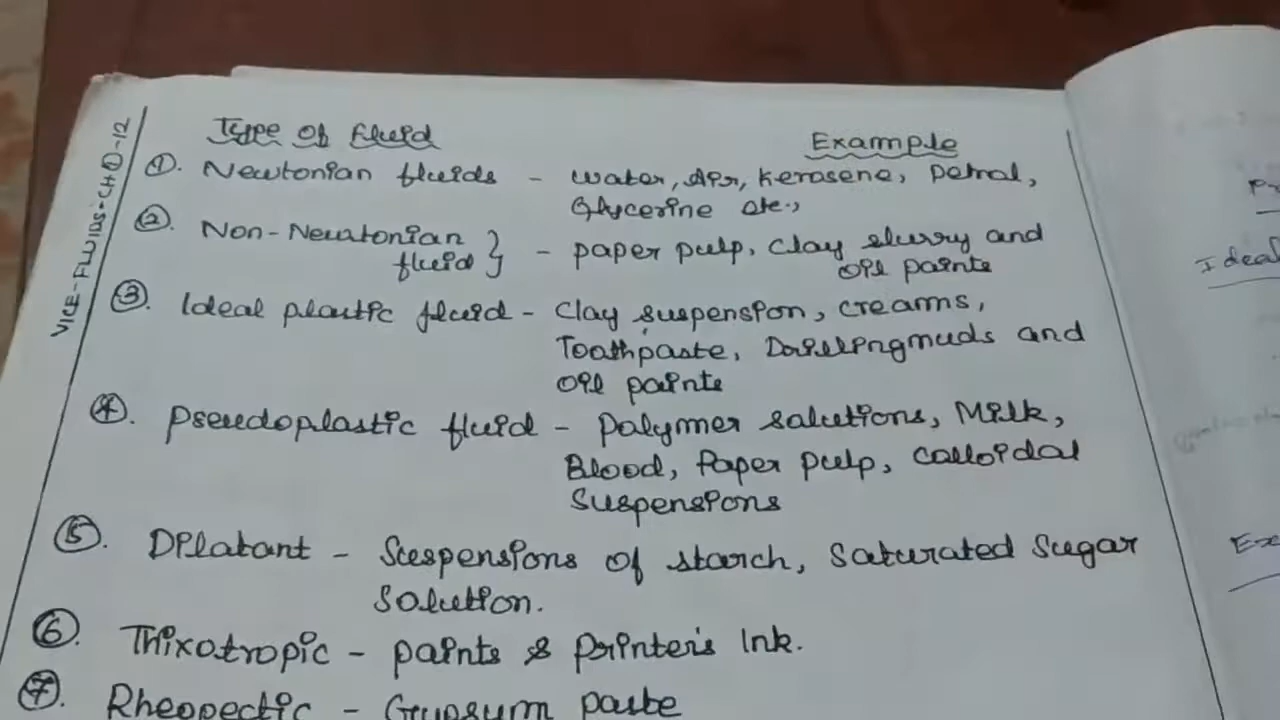 VICE-FLUIDS-CH①-12
Type of Fluid Example
①. Newtonian fluids - water, Air, Kerosene, Petrol,
Glycerine etc.,
②. Non-Newtonian
fluid } - paper pulp, Clay slurry and
Oil paints
③. Ideal plastic fluid - Clay suspension, creams,
Toothpaste, Drillingmuds and
Oil paints
④. Pseudoplastic fluid - Polymer solutions, Milk,
Blood, Paper pulp, Colloidal
Suspensions
⑤. Dilatant - Suspensions of starch, Saturated Sugar
Solution.
⑥. Thixotropic - paints & printer's Ink.
⑦. Rheopectic - Gypsum paste
Ideal